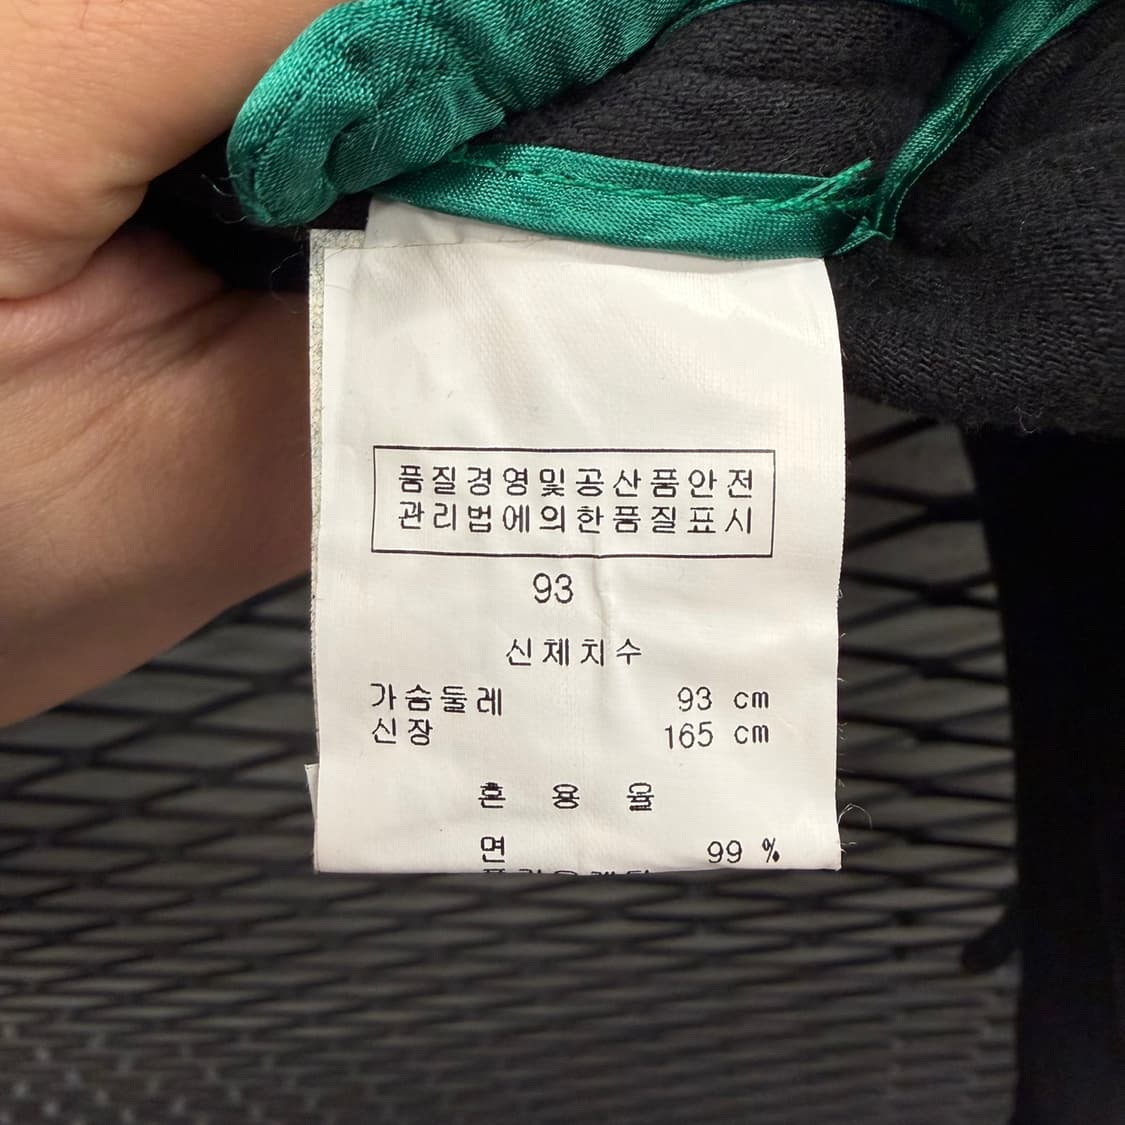 품질경영및공산품안전
관리법에의한품질표시
93
신체치수
가슴둘레 93 cm
신장 165 cm
혼용율
면 99 %